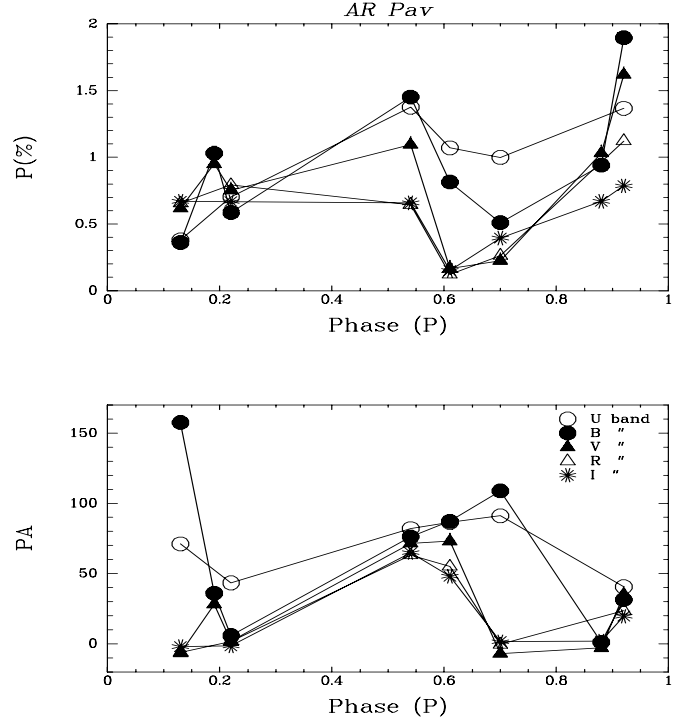 AR Pav
2
1.5
1
0.5
0
P(%)
0 0.2 0.4 0.6 0.8 1
Phase (P)
150
100
50
0
PA
U band
B "
V "
R "
I "
0 0.2 0.4 0.6 0.8 1
Phase (P)